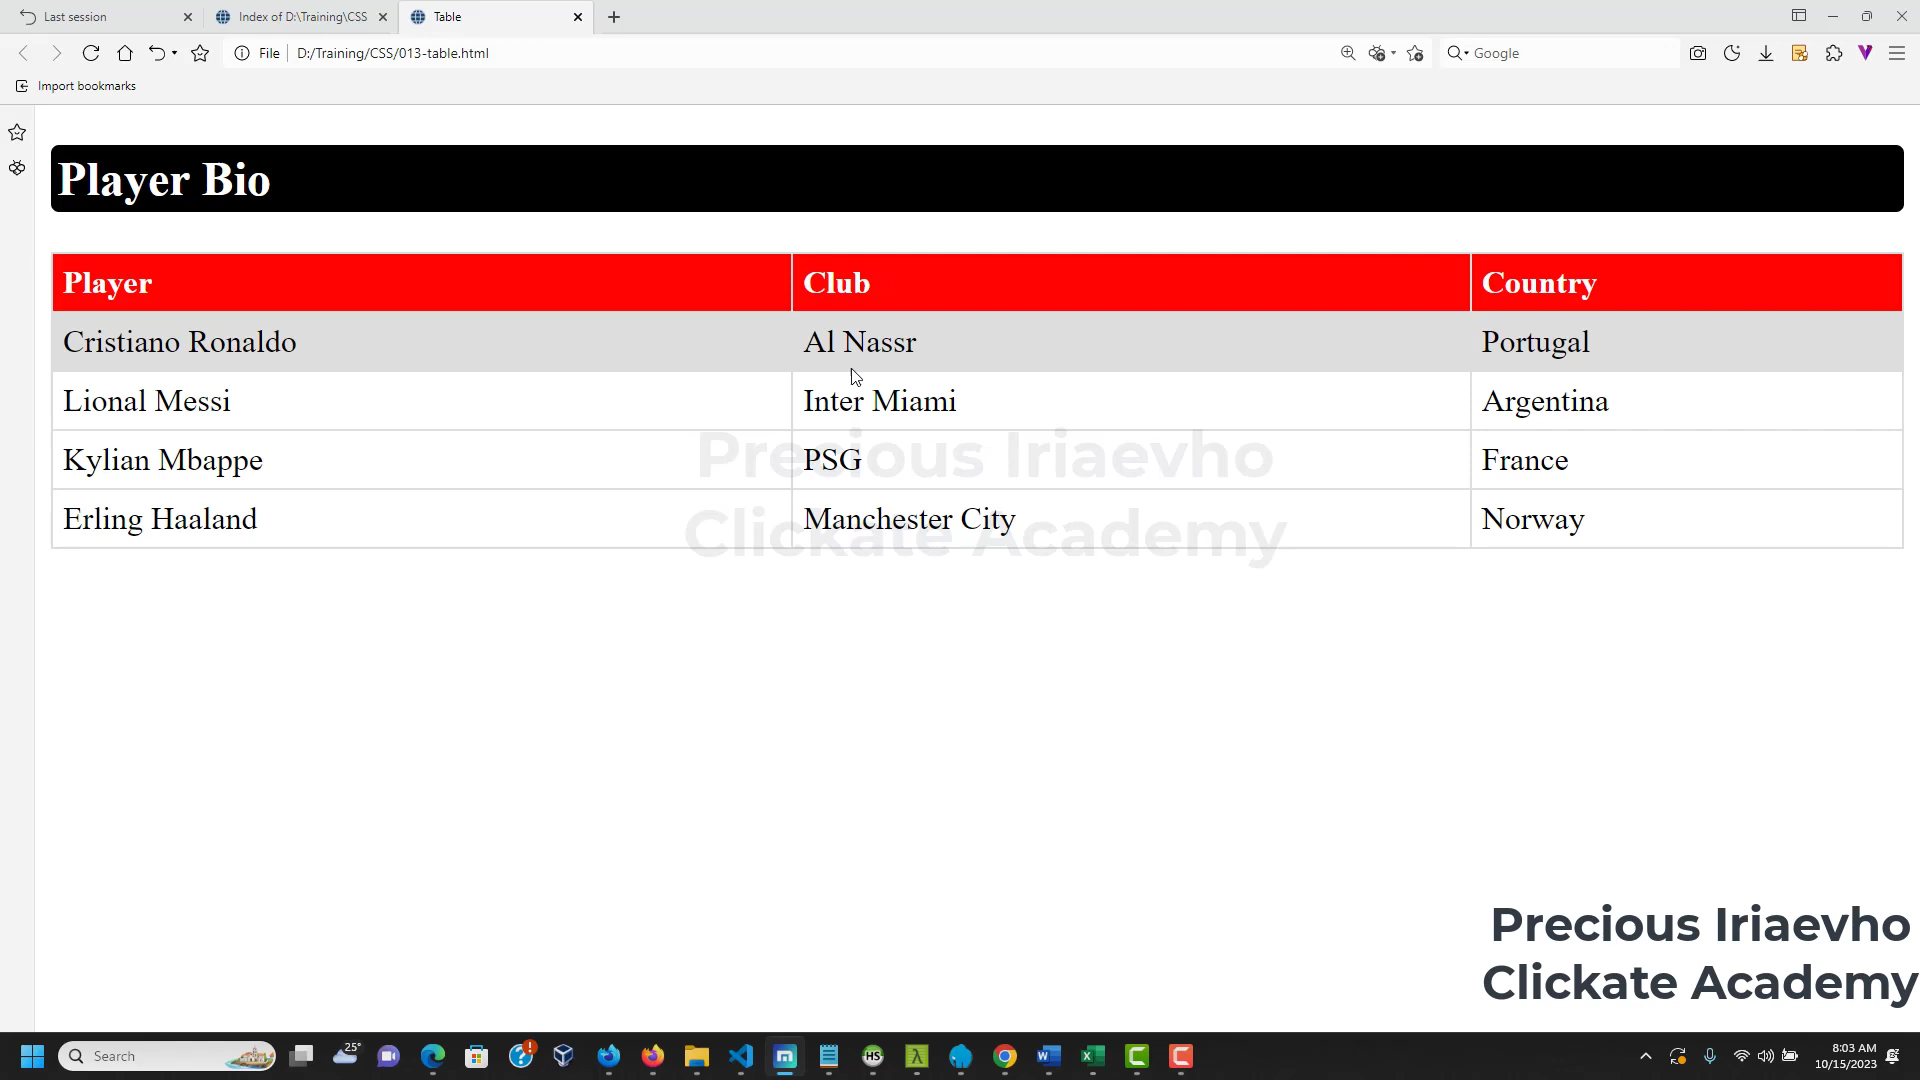 Last session
Index of D:\Training\CSS
Table
File D:/Training/CSS/013-table.html
Google
Import bookmarks
Player Bio
Player Club Country
Cristiano Ronaldo Al Nassr Portugal
Lional Messi Inter Miami Argentina
Kylian Mbappe PSG France
Erling Haaland Manchester City Norway
Precious Iriaevho
Clickate Academy
Precious Iriaevho
Clickate Academy
Search
25°
HS
8:03 AM
10/15/2023